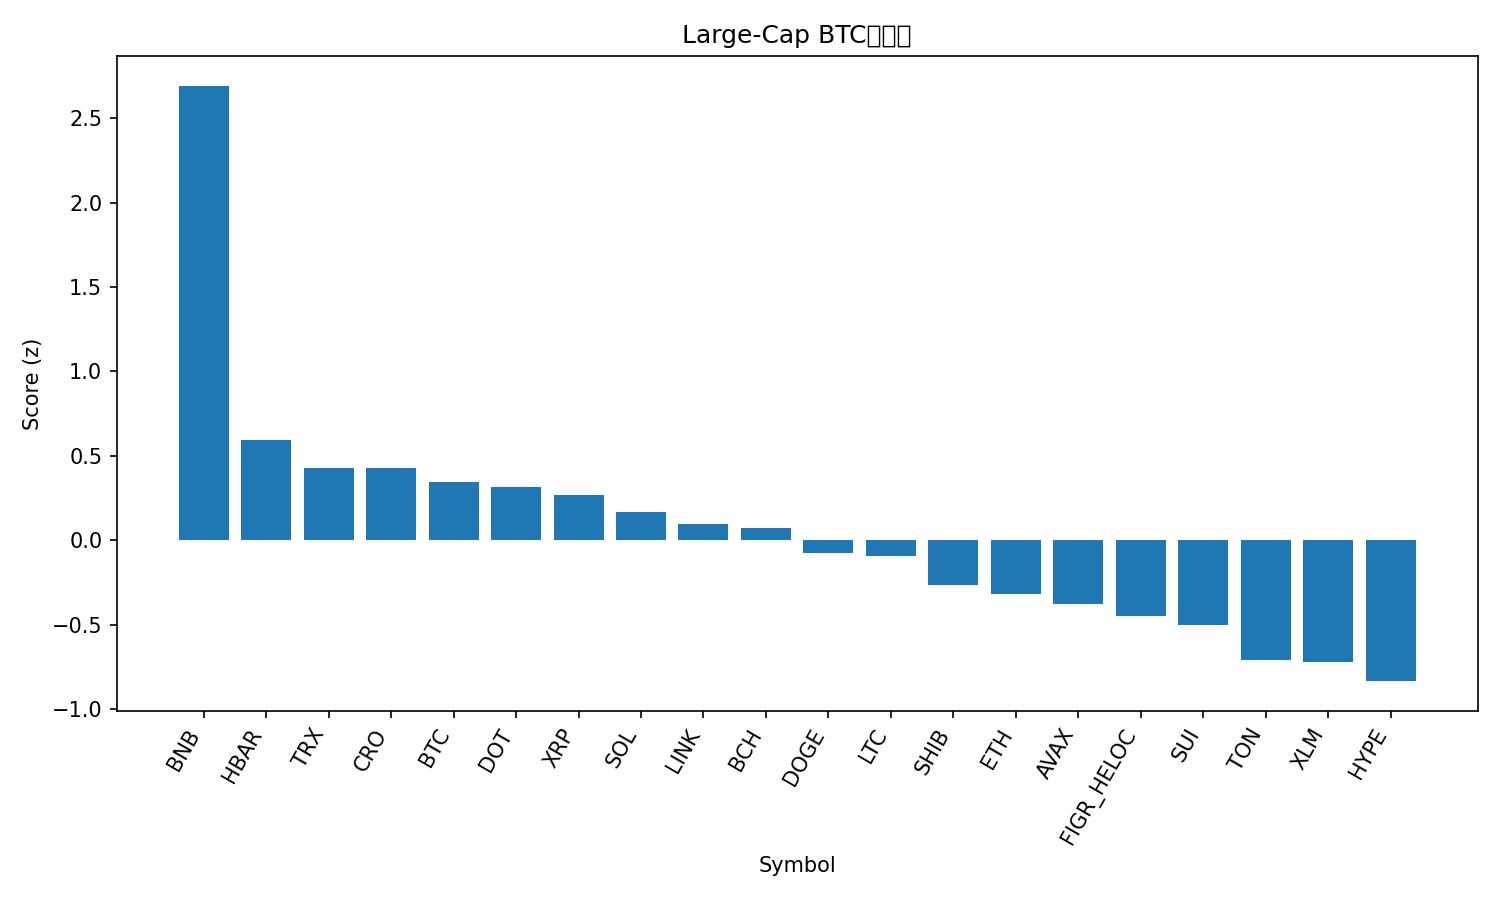 Large-Cap BTC
Score (z)
2.5
2.0
1.5
1.0
0.5
0.0
−0.5
−1.0
BNB
HBAR
TRX
CRO
BTC
DOT
XRP
SOL
LINK
BCH
DOGE
LTC
SHIB
ETH
AVAX
FIGR_HELOC
SUI
TON
XLM
HYPE
Symbol